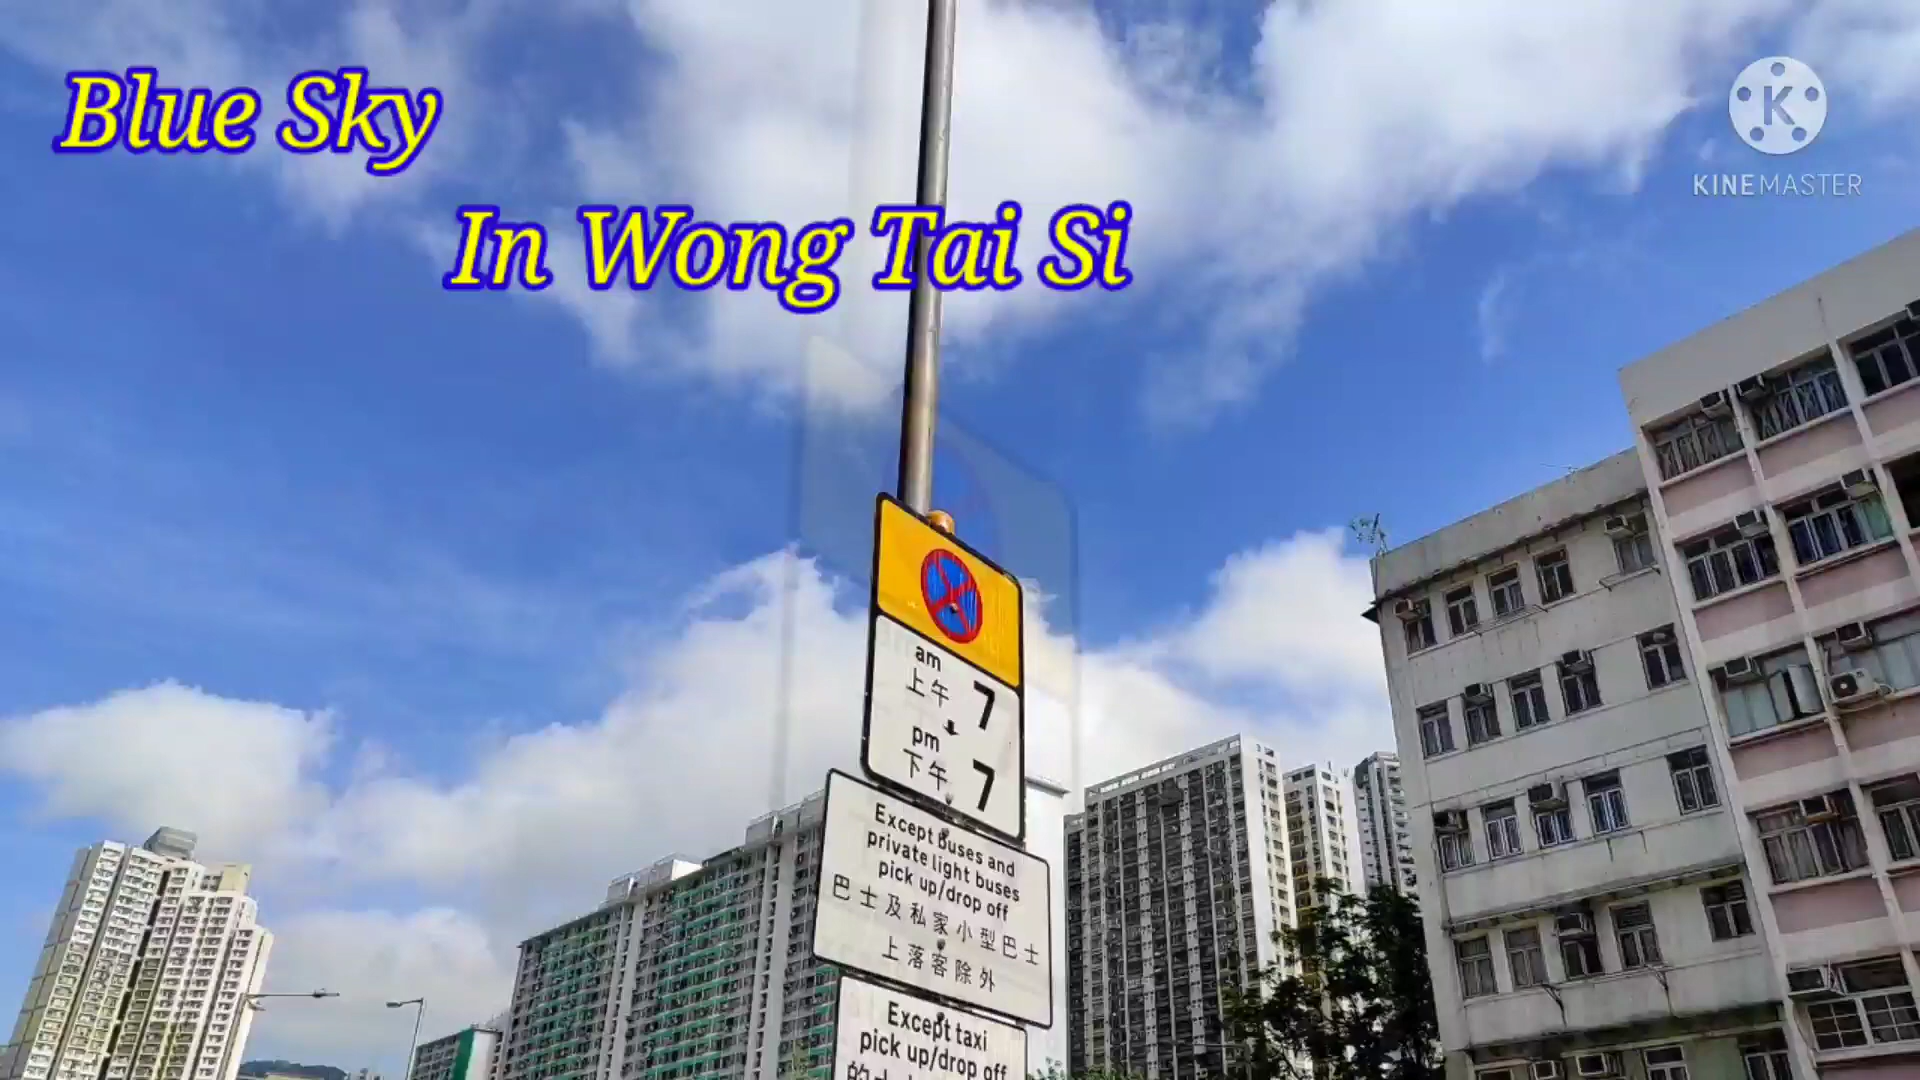 Blue Sky
In Wong Tai Si
K
KINEMASTER
am
上午 7
pm
下午 7
Except buses and
private light buses
pick up/drop off
巴士及私家小型巴士
上落客除外
Except taxi
pick up/drop off